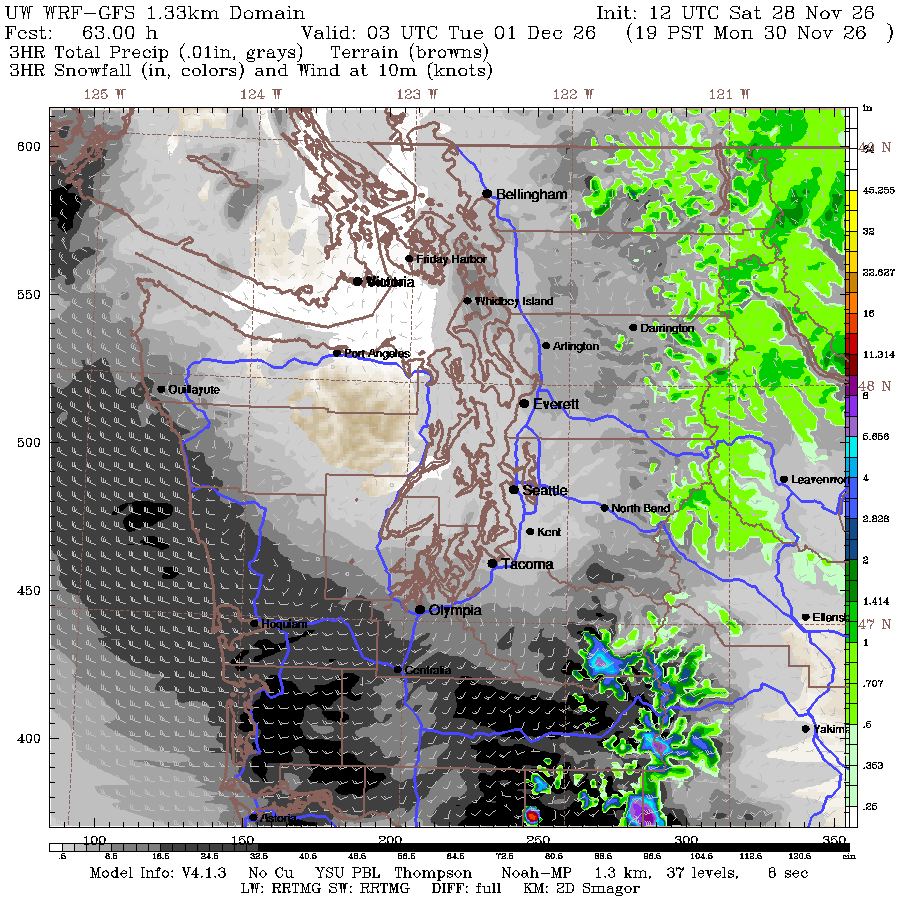 UW WRF-GFS 1.33km Domain Init: 12 UTC Sat 28 Nov 26
Fcst: 63.00 h Valid: 03 UTC Tue 01 Dec 26 (19 PST Mon 30 Nov 26 )
3HR Total Precip (.01in, grays) Terrain (browns)
3HR Snowfall (in, colors) and Wind at 10m (knots)
125 W 124 W 123 W 122 W 121 W
in
600
49 N
Bellingham
45.255
32
Friday Harbor
Victoria
22.627
550
Whidbey Island
16
Darrington
Arlington
Port Angeles
11.314
Quillayute
48 N
8
Everett
500
5.656
Leavenwor
4
Seattle
North Bend
2.828
Kent
2
Tacoma
450
1.414
Olympia
Ellens
Hoquiam
47 N
1
Centralia
.707
.5
400
Yakima
.353
.25
Astoria
100 150 200 250 300 350
.5 8.5 16.5 24.5 32.5 40.5 48.5 56.5 64.5 72.5 80.5 88.5 96.5 104.5 112.5 120.5 cin
Model Info: V4.1.3 No Cu YSU PBL Thompson Noah-MP 1.3 km, 37 levels, 8 sec
LW: RRTMG SW: RRTMG DIFF: full KM: 2D Smagor